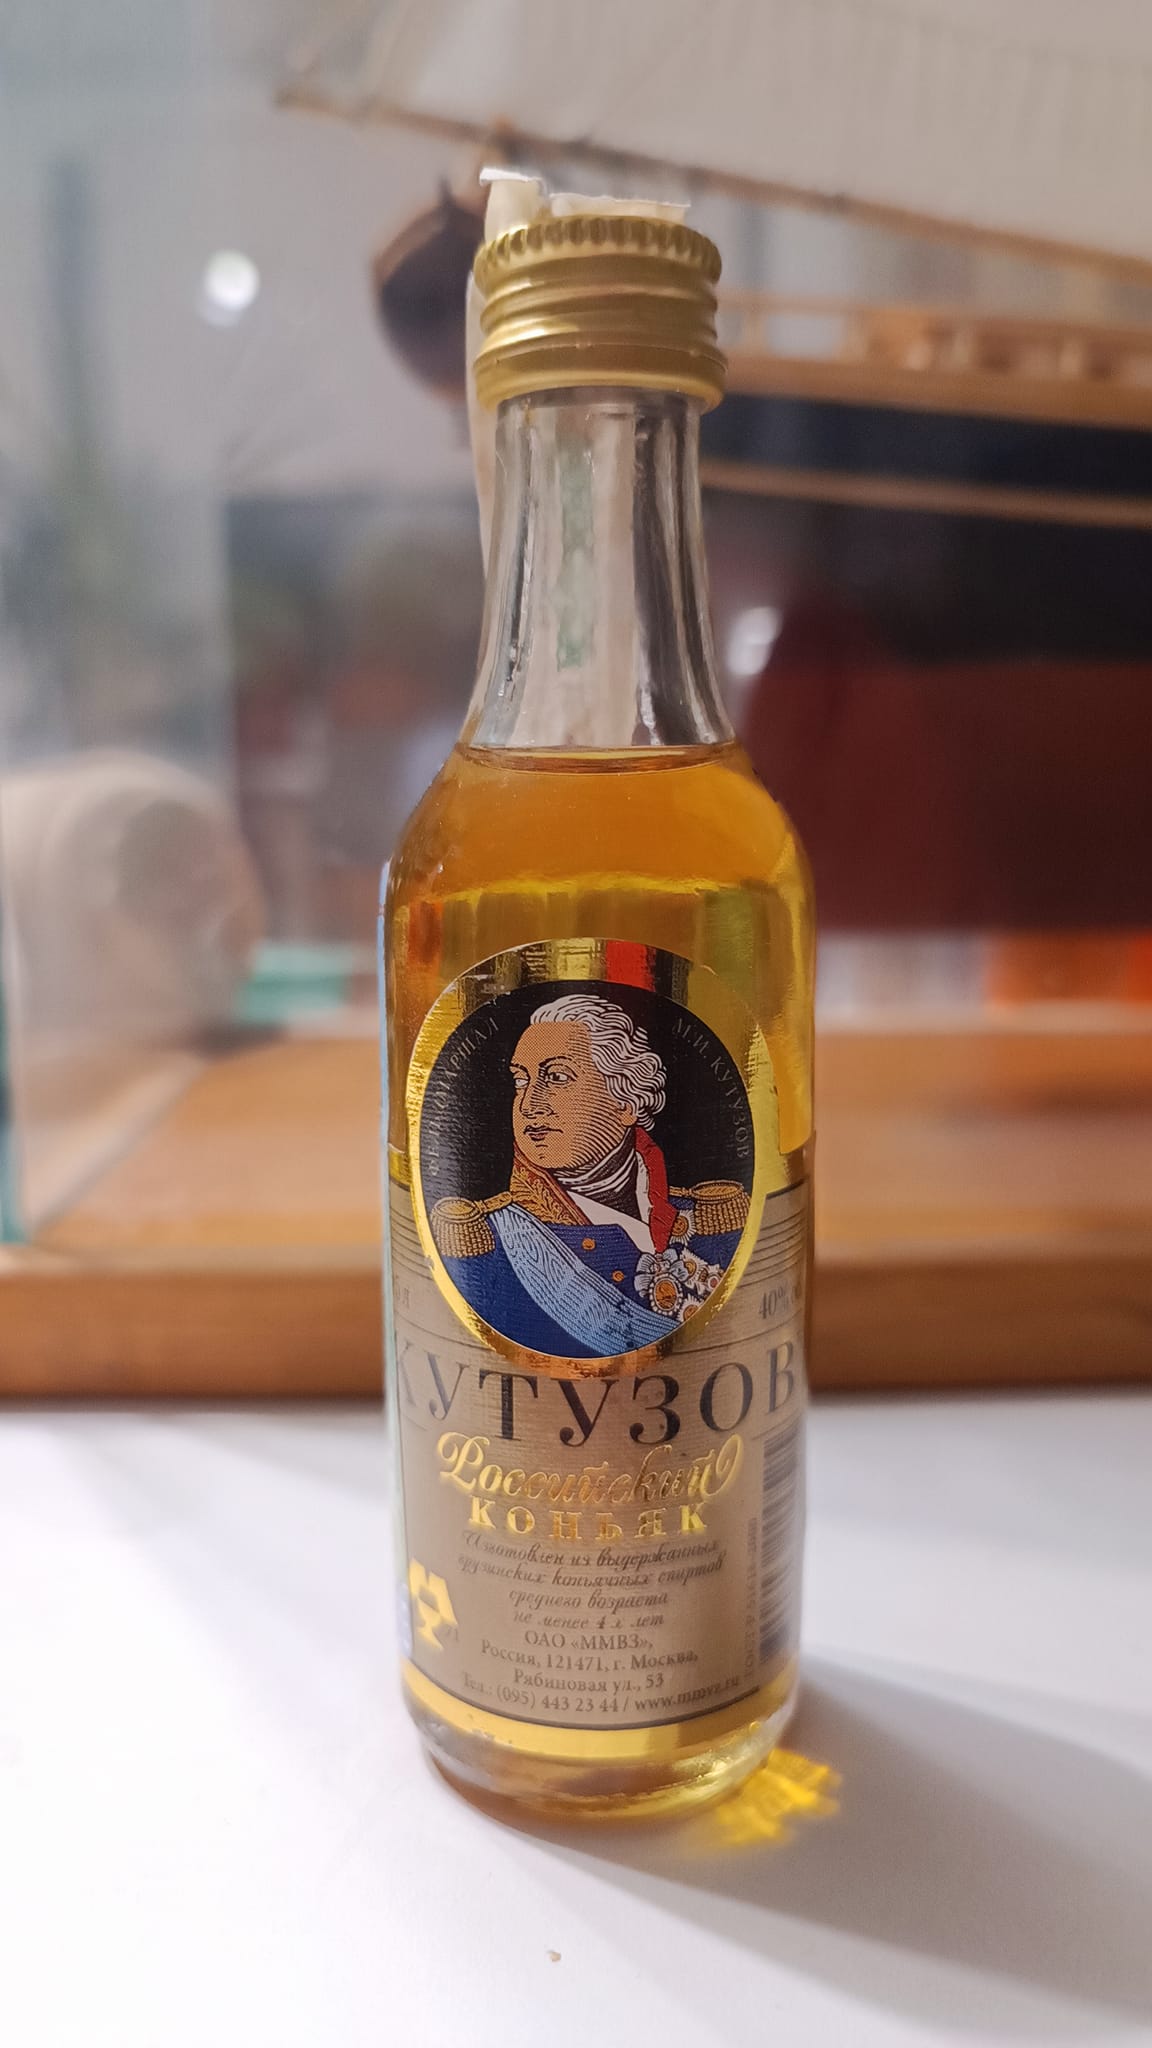 М.И. КУТУЗОВ
40%
КУТУЗОВ
Российский
КОНЬЯК
Изготовлен из выдержанных
грузинских коньячных спиртов
среднего возраста
не менее 4 х лет
ОАО «ММВЗ»,
Россия, 121471, г. Москва,
Рябиновая ул., 53
Тел.: (095) 443 23 44 / www.mmvz.ru